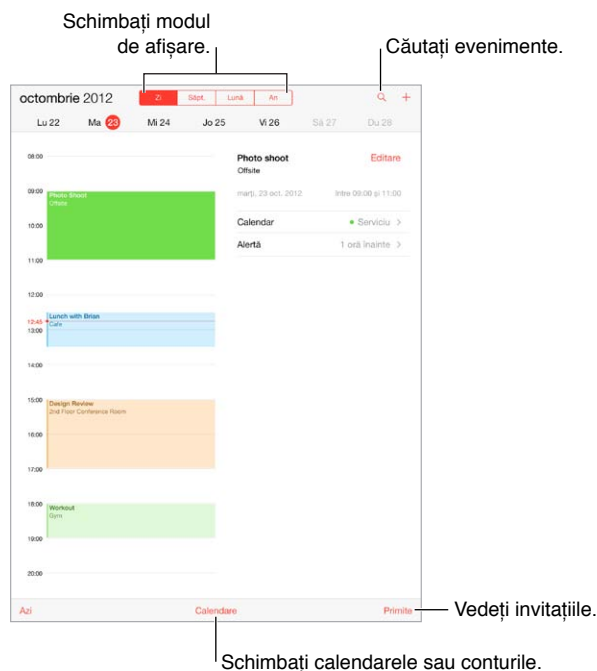 Schimbați modul
de afișare.
Căutați evenimente.
octombrie 2012
Zi Săpt. Lună An
+
Lu 22 Ma 23 Mi 24 Jo 25 Vi 26 Sâ 27 Du 28
08:00
Photo shoot Editare
Offsite
09:00
Photo Shoot
Offsite
marți, 23 oct. 2012 între 09:00 și 11:00
10:00
Calendar Serviciu >
Alertă 1 oră înainte >
11:00
12:00
Lunch with Brian
12:45
Cafe
13:00
14:00
15:00
Design Review
2nd Floor Conference Room
16:00
17:00
18:00
Workout
Gym
19:00
20:00
Azi Calendare Primite
Vedeți invitațiile.
Schimbați calendarele sau conturile.